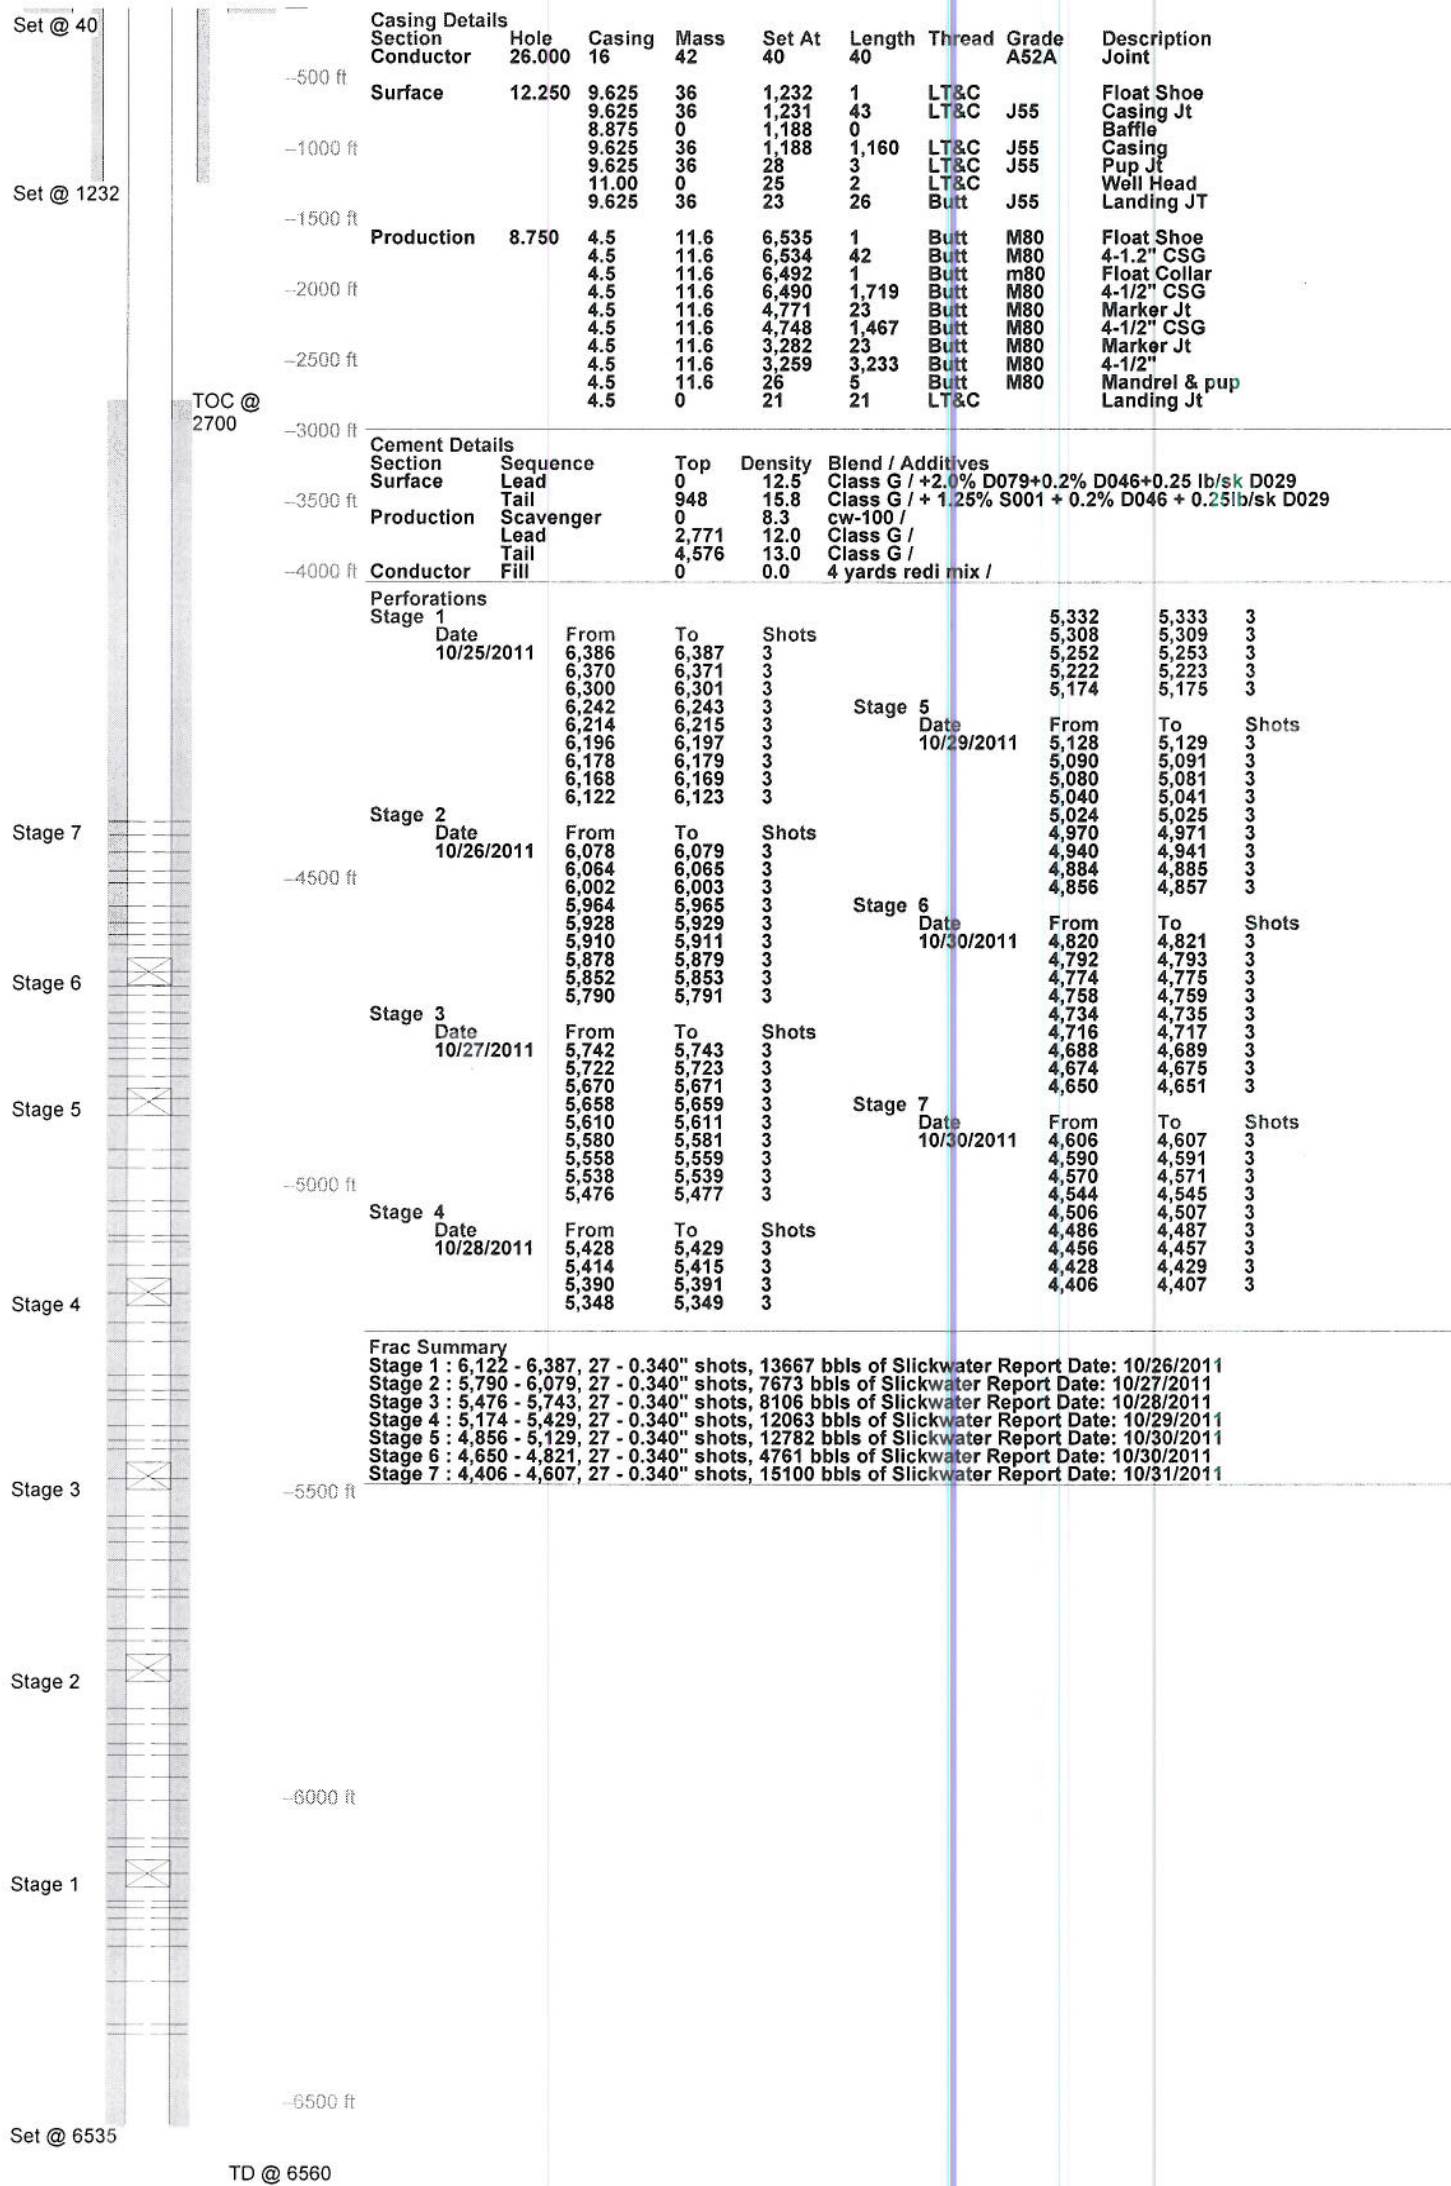 Set @ 40
Set @ 1232
TOC @
2700
Stage 7
Stage 6
Stage 5
Stage 4
Stage 3
Stage 2
Stage 1
Set @ 6535
TD @ 6560
-500 ft
-1000 ft
-1500 ft
-2000 ft
-2500 ft
-3000 ft
-3500 ft
-4000 ft
-4500 ft
-5000 ft
-5500 ft
-6000 ft
-6500 ft
Casing Details
Section Hole Casing Mass Set At Length Thread Grade Description
Conductor 26.000 16 42 40 40 A52A Joint
Surface 12.250 9.625 36 1,232 1 LT&C Float Shoe
9.625 36 1,231 43 LT&C J55 Casing Jt
8.875 0 1,188 0 Baffle
9.625 36 1,188 1,160 LT&C J55 Casing
9.625 36 28 3 LT&C J55 Pup Jt
11.00 0 25 2 LT&C Well Head
9.625 36 23 26 Butt J55 Landing JT
Production 8.750 4.5 11.6 6,535 1 Butt M80 Float Shoe
4.5 11.6 6,534 42 Butt M80 4-1.2" CSG
4.5 11.6 6,492 1 Butt m80 Float Collar
4.5 11.6 6,490 1,719 Butt M80 4-1/2" CSG
4.5 11.6 4,771 23 Butt M80 Marker Jt
4.5 11.6 4,748 1,467 Butt M80 4-1/2" CSG
4.5 11.6 3,282 23 Butt M80 Marker Jt
4.5 11.6 3,259 3,233 Butt M80 4-1/2"
4.5 11.6 26 5 Butt M80 Mandrel & pup
4.5 0 21 21 LT&C Landing Jt
Cement Details
Section Sequence Top Density Blend / Additives
Surface Lead 0 12.5 Class G / +2.0% D079+0.2% D046+0.25 lb/sk D029
Tail 948 15.8 Class G / + 1.25% S001 + 0.2% D046 + 0.25lb/sk D029
Production Scavenger 0 8.3 cw-100 /
Lead 2,771 12.0 Class G /
Tail 4,576 13.0 Class G /
Conductor Fill 0 0.0 4 yards redi mix /
Perforations
Stage 1
Date From To Shots
10/25/2011 6,386 6,387 3
6,370 6,371 3
6,300 6,301 3
6,242 6,243 3
6,214 6,215 3
6,196 6,197 3
6,178 6,179 3
6,168 6,169 3
6,122 6,123 3
Stage 2
Date From To Shots
10/26/2011 6,078 6,079 3
6,064 6,065 3
6,002 6,003 3
5,964 5,965 3
5,928 5,929 3
5,910 5,911 3
5,878 5,879 3
5,852 5,853 3
5,790 5,791 3
Stage 3
Date From To Shots
10/27/2011 5,742 5,743 3
5,722 5,723 3
5,670 5,671 3
5,658 5,659 3
5,610 5,611 3
5,580 5,581 3
5,558 5,559 3
5,538 5,539 3
5,476 5,477 3
Stage 4
Date From To Shots
10/28/2011 5,428 5,429 3
5,414 5,415 3
5,390 5,391 3
5,348 5,349 3
5,332 5,333 3
5,308 5,309 3
5,252 5,253 3
5,222 5,223 3
5,174 5,175 3
Stage 5
Date From To Shots
10/29/2011 5,128 5,129 3
5,090 5,091 3
5,080 5,081 3
5,040 5,041 3
5,024 5,025 3
4,970 4,971 3
4,940 4,941 3
4,884 4,885 3
4,856 4,857 3
Stage 6
Date From To Shots
10/30/2011 4,820 4,821 3
4,792 4,793 3
4,774 4,775 3
4,758 4,759 3
4,734 4,735 3
4,716 4,717 3
4,688 4,689 3
4,674 4,675 3
4,650 4,651 3
Stage 7
Date From To Shots
10/30/2011 4,606 4,607 3
4,590 4,591 3
4,570 4,571 3
4,544 4,545 3
4,506 4,507 3
4,486 4,487 3
4,456 4,457 3
4,428 4,429 3
4,406 4,407 3
Frac Summary
Stage 1 : 6,122 - 6,387, 27 - 0.340" shots, 13667 bbls of Slickwater Report Date: 10/26/2011
Stage 2 : 5,790 - 6,079, 27 - 0.340" shots, 7673 bbls of Slickwater Report Date: 10/27/2011
Stage 3 : 5,476 - 5,743, 27 - 0.340" shots, 8106 bbls of Slickwater Report Date: 10/28/2011
Stage 4 : 5,174 - 5,429, 27 - 0.340" shots, 12063 bbls of Slickwater Report Date: 10/29/2011
Stage 5 : 4,856 - 5,129, 27 - 0.340" shots, 12782 bbls of Slickwater Report Date: 10/30/2011
Stage 6 : 4,650 - 4,821, 27 - 0.340" shots, 4761 bbls of Slickwater Report Date: 10/30/2011
Stage 7 : 4,406 - 4,607, 27 - 0.340" shots, 15100 bbls of Slickwater Report Date: 10/31/2011